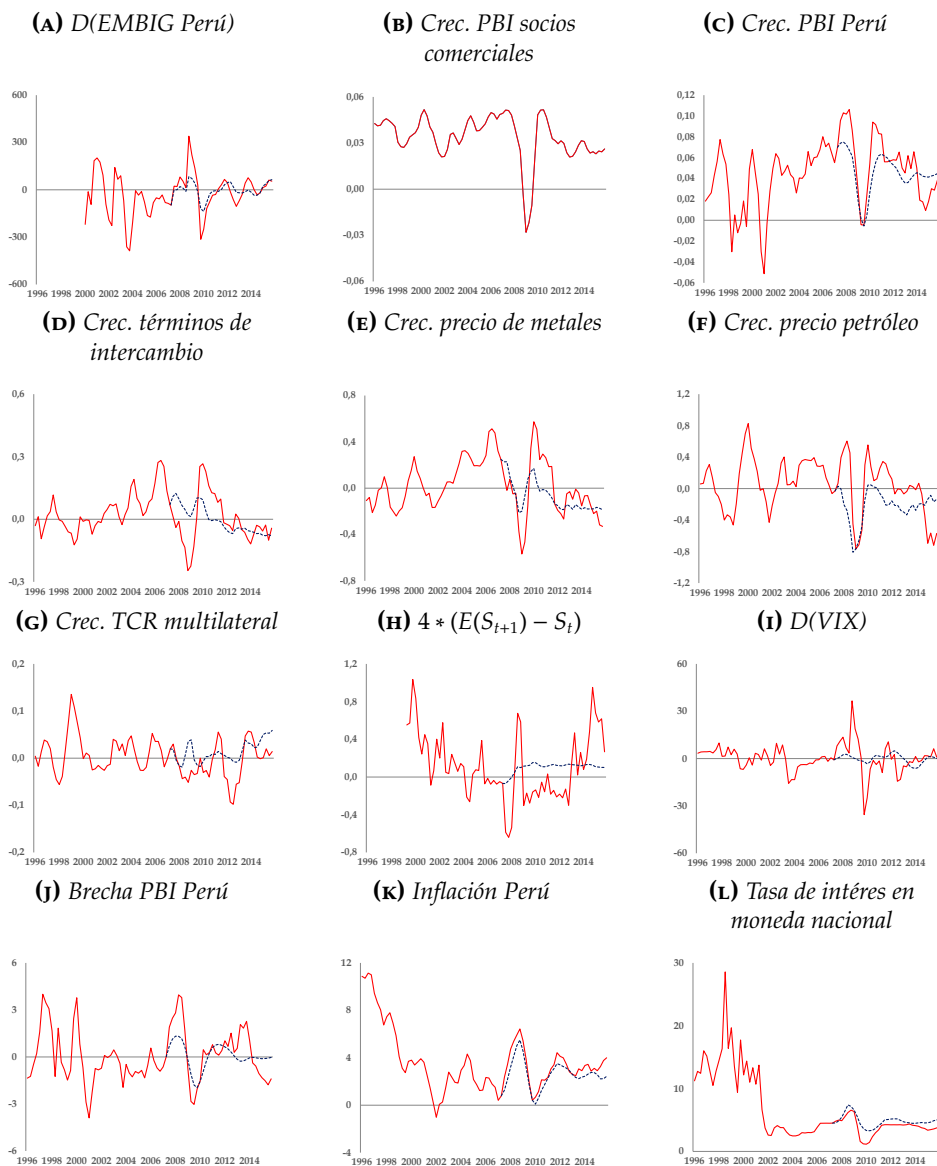 (A) D(EMBIG Perú)
(B) Crec. PBI socios
comerciales
(C) Crec. PBI Perú
600
300
0
-300
-600
1996 1998 2000 2002 2004 2006 2008 2010 2012 2014
0,06
0,03
0,00
-0,03
-0,06
1996 1998 2000 2002 2004 2006 2008 2010 2012 2014
0,12
0,10
0,08
0,06
0,04
0,02
0,00
-0,02
-0,04
-0,06
1996 1998 2000 2002 2004 2006 2008 2010 2012 2014
(D) Crec. términos de
intercambio
(E) Crec. precio de metales
(F) Crec. precio petróleo
0,6
0,3
0,0
-0,3
1996 1998 2000 2002 2004 2006 2008 2010 2012 2014
0,8
0,4
0,0
-0,4
-0,8
1996 1998 2000 2002 2004 2006 2008 2010 2012 2014
1,2
0,8
0,4
0,0
-0,4
-0,8
-1,2
1996 1998 2000 2002 2004 2006 2008 2010 2012 2014
(G) Crec. TCR multilateral
(H) 4 * (E(S_{t+1}) − S_t)
(I) D(VIX)
0,2
0,1
0,0
-0,1
-0,2
1996 1998 2000 2002 2004 2006 2008 2010 2012 2014
1,2
0,8
0,4
0,0
-0,4
-0,8
1996 1998 2000 2002 2004 2006 2008 2010 2012 2014
60
30
0
-30
-60
1996 1998 2000 2002 2004 2006 2008 2010 2012 2014
(J) Brecha PBI Perú
(K) Inflación Perú
(L) Tasa de intéres en
moneda nacional
6
3
0
-3
-6
1996 1998 2000 2002 2004 2006 2008 2010 2012 2014
12
8
4
0
-4
1996 1998 2000 2002 2004 2006 2008 2010 2012 2014
30
20
10
0
1996 1998 2000 2002 2004 2006 2008 2010 2012 2014